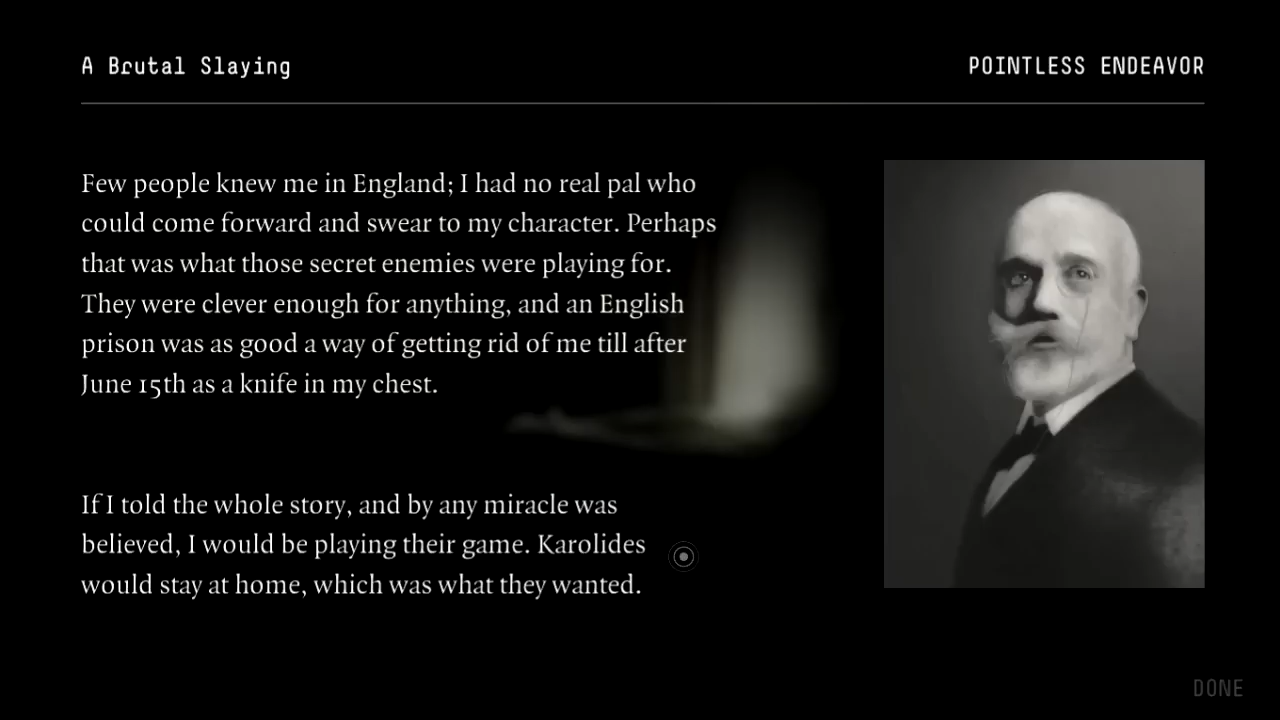 A Brutal Slaying
POINTLESS ENDEAVOR
Few people knew me in England; I had no real pal who
could come forward and swear to my character. Perhaps
that was what those secret enemies were playing for.
They were clever enough for anything, and an English
prison was as good a way of getting rid of me till after
June 15th as a knife in my chest.
If I told the whole story, and by any miracle was
believed, I would be playing their game. Karolides
would stay at home, which was what they wanted.
DONE